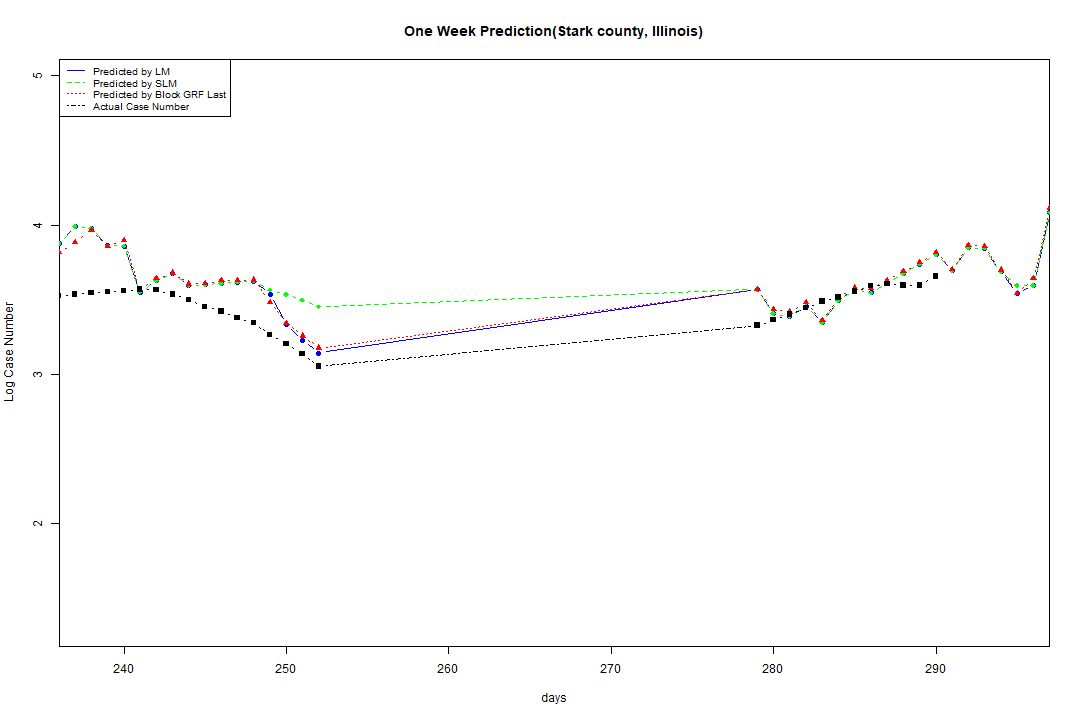 One Week Prediction(Stark county, Illinois)
Predicted by LM
Predicted by SLM
Predicted by Block GRF Last
Actual Case Number
5
4
3
2
Log Case Number
240 250 260 270 280 290
days